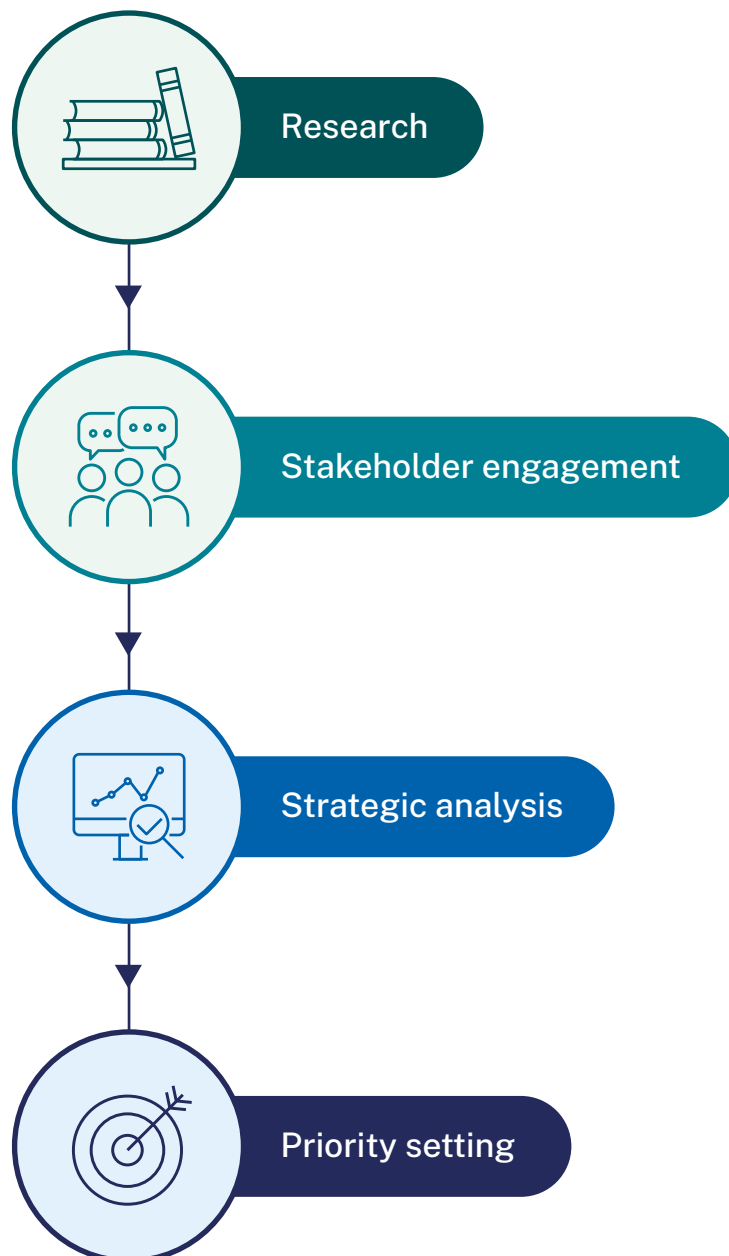 Research
Stakeholder engagement
Strategic analysis
Priority setting